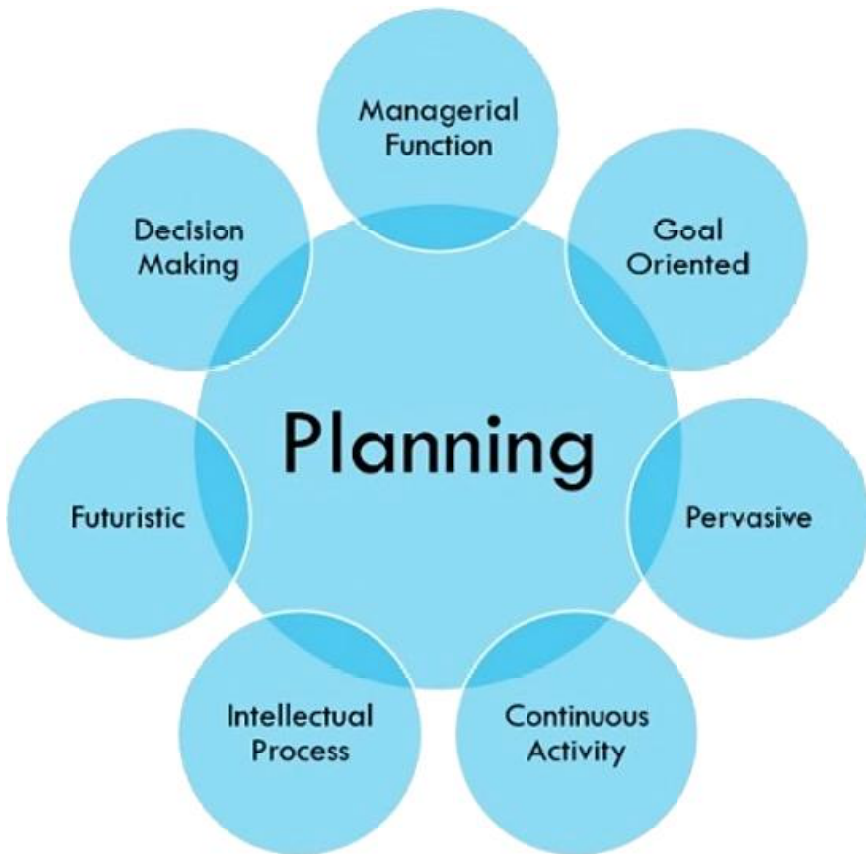 Managerial
Function
Decision
Making
Goal
Oriented
Planning
Futuristic
Pervasive
Intellectual
Process
Continuous
Activity